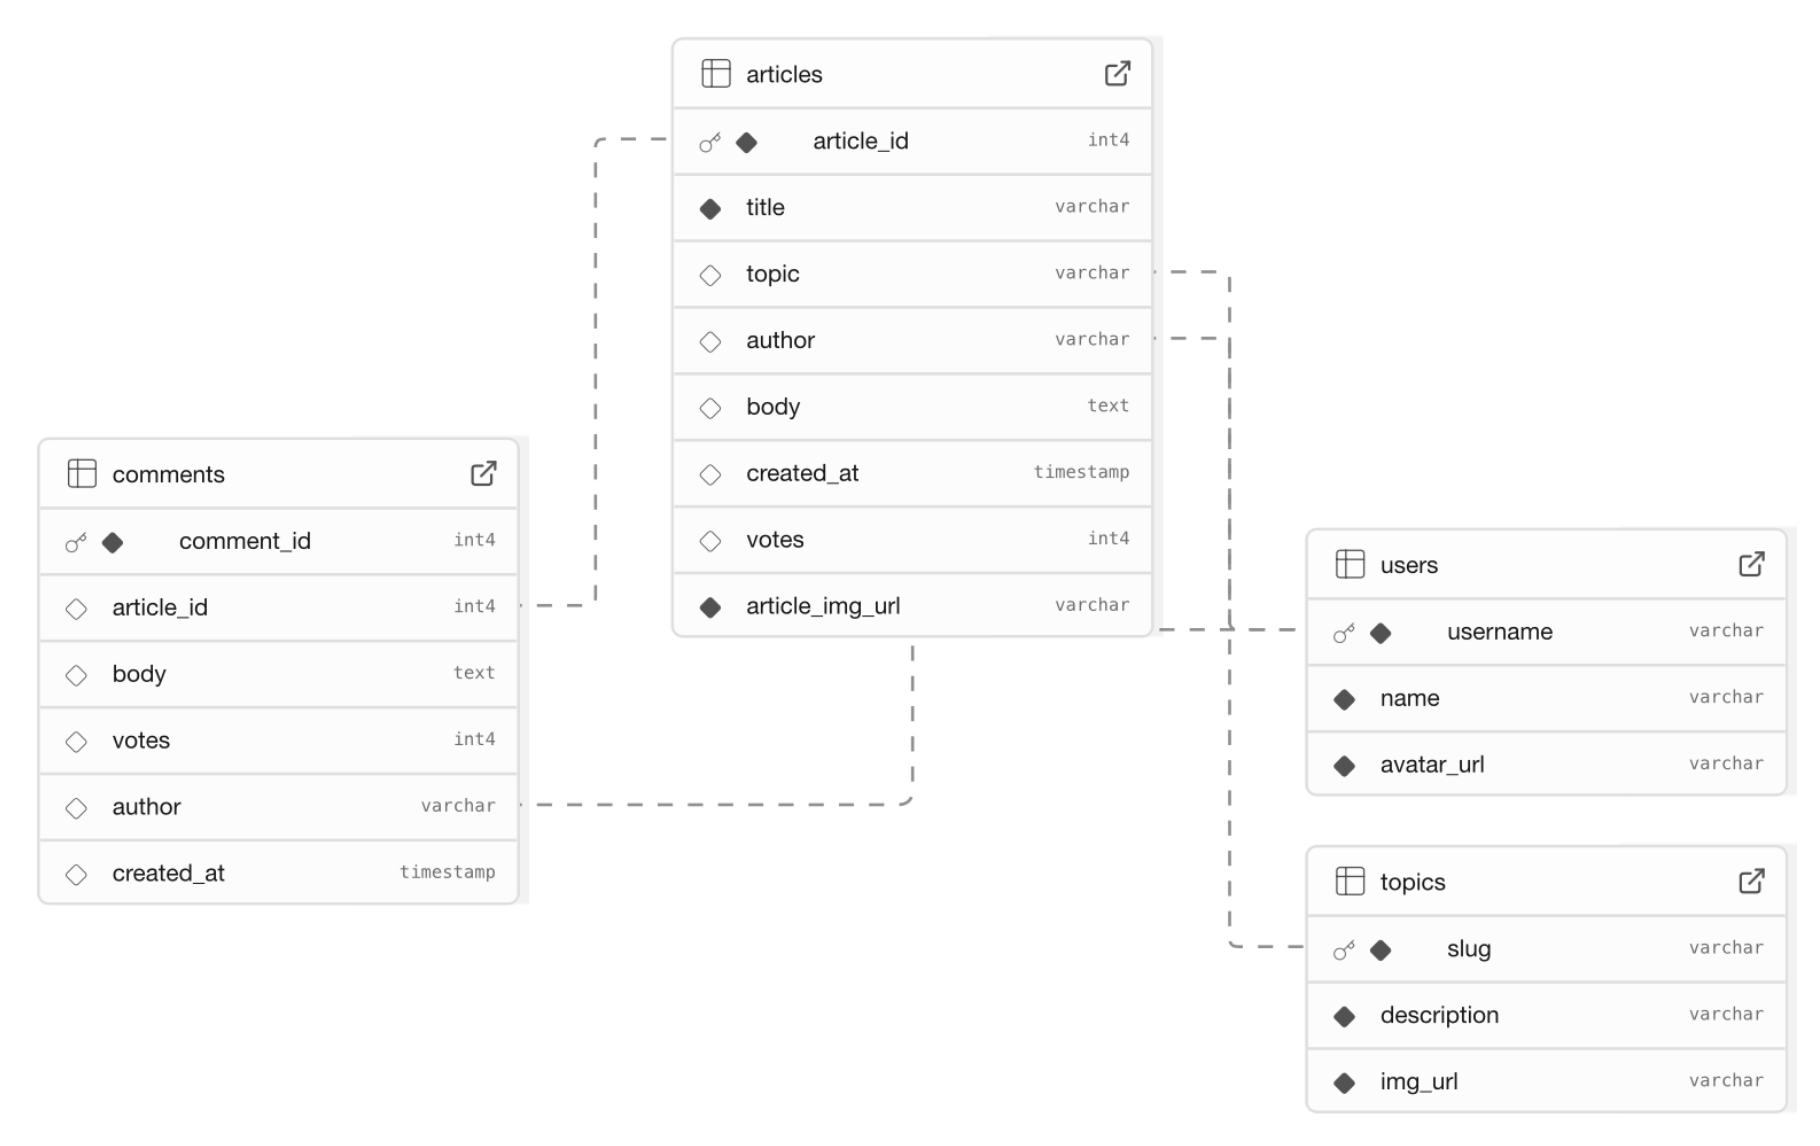 articles
article_id int4
title varchar
topic varchar
author varchar
body text
created_at timestamp
votes int4
article_img_url varchar
comments
comment_id int4
article_id int4
body text
votes int4
author varchar
created_at timestamp
users
username varchar
name varchar
avatar_url varchar
topics
slug varchar
description varchar
img_url varchar